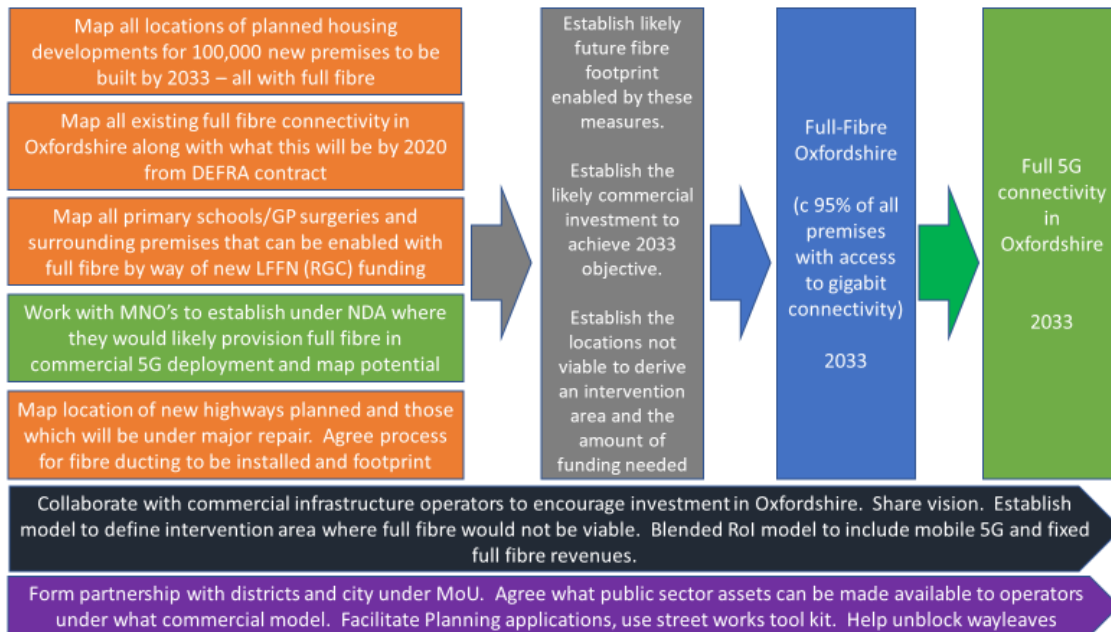 Map all locations of planned housing
developments for 100,000 new premises to be
built by 2033 – all with full fibre
Map all existing full fibre connectivity in
Oxfordshire along with what this will be by 2020
from DEFRA contract
Map all primary schools/GP surgeries and
surrounding premises that can be enabled with
full fibre by way of new LFFN (RGC) funding
Work with MNO's to establish under NDA where
they would likely provision full fibre in
commercial 5G deployment and map potential
Map location of new highways planned and those
which will be under major repair.  Agree process
for fibre ducting to be installed and footprint
Establish likely
future fibre
footprint
enabled by these
measures.
Establish the
likely commercial
investment to
achieve 2033
objective.
Establish the
locations not
viable to derive
an intervention
area and the
amount of
funding needed
Full-Fibre
Oxfordshire
(c 95% of all
premises
with access
to gigabit
connectivity)
2033
Full 5G
connectivity
in
Oxfordshire
2033
Collaborate with commercial infrastructure operators to encourage investment in Oxfordshire.  Share vision.  Establish
model to define intervention area where full fibre would not be viable.  Blended RoI model to include mobile 5G and fixed
full fibre revenues.
Form partnership with districts and city under MoU.  Agree what public sector assets can be made available to operators
under what commercial model.  Facilitate Planning applications, use street works tool kit.  Help unblock wayleaves